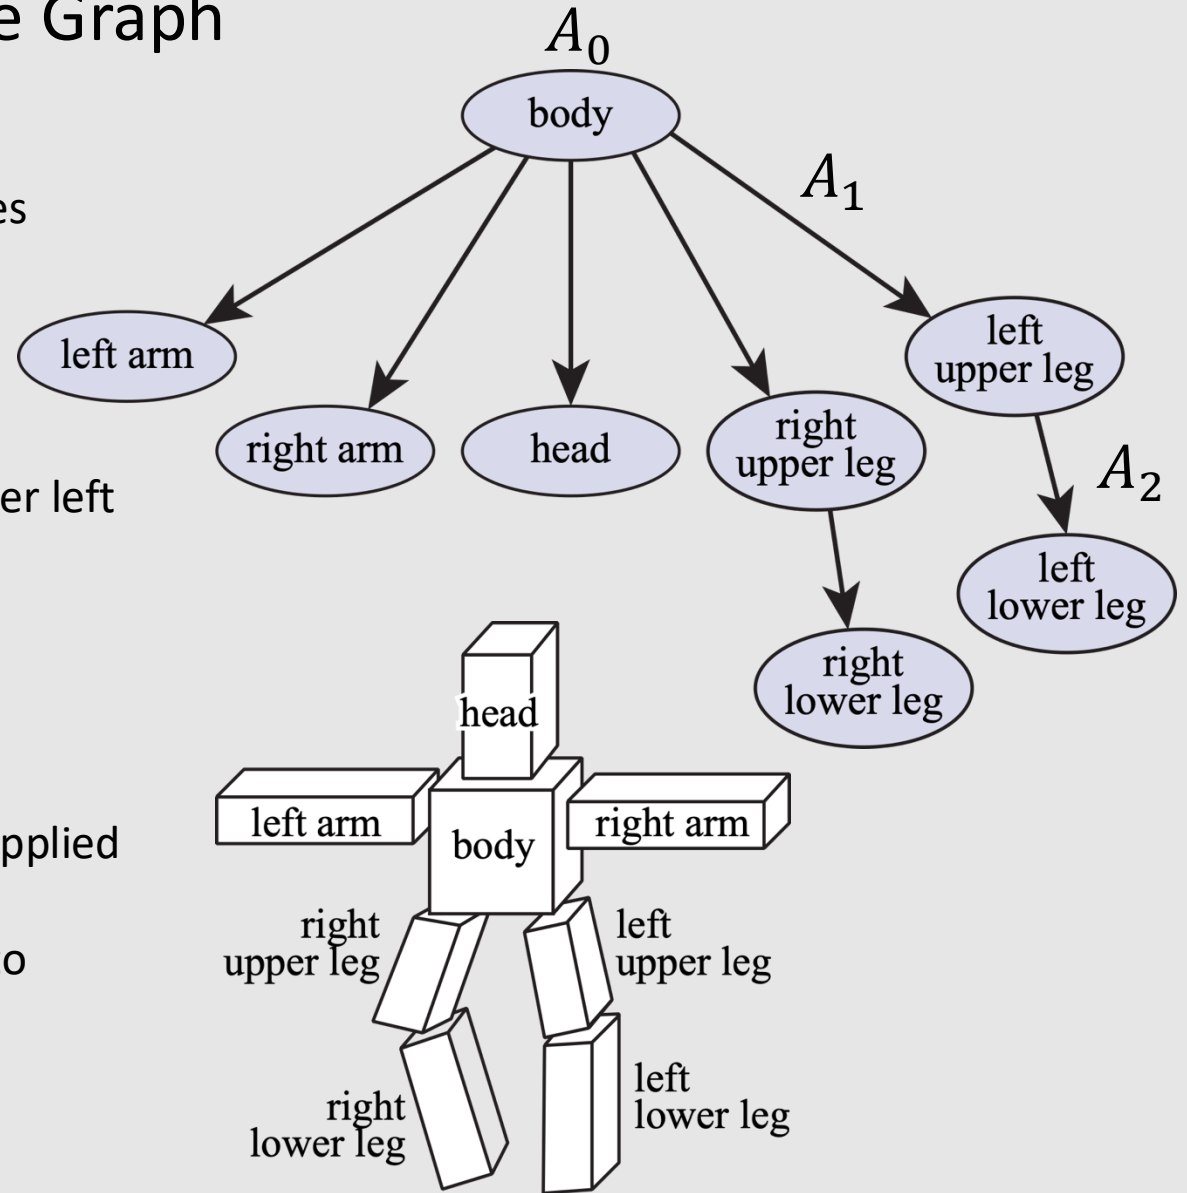 e Graph
A₀
body
A₁
es
left arm
left
upper leg
right arm
head
right
upper leg
A₂
er left
left
lower leg
right
lower leg
head
left arm
body
right arm
pplied
right
upper leg
left
upper leg
o
right
lower leg
left
lower leg